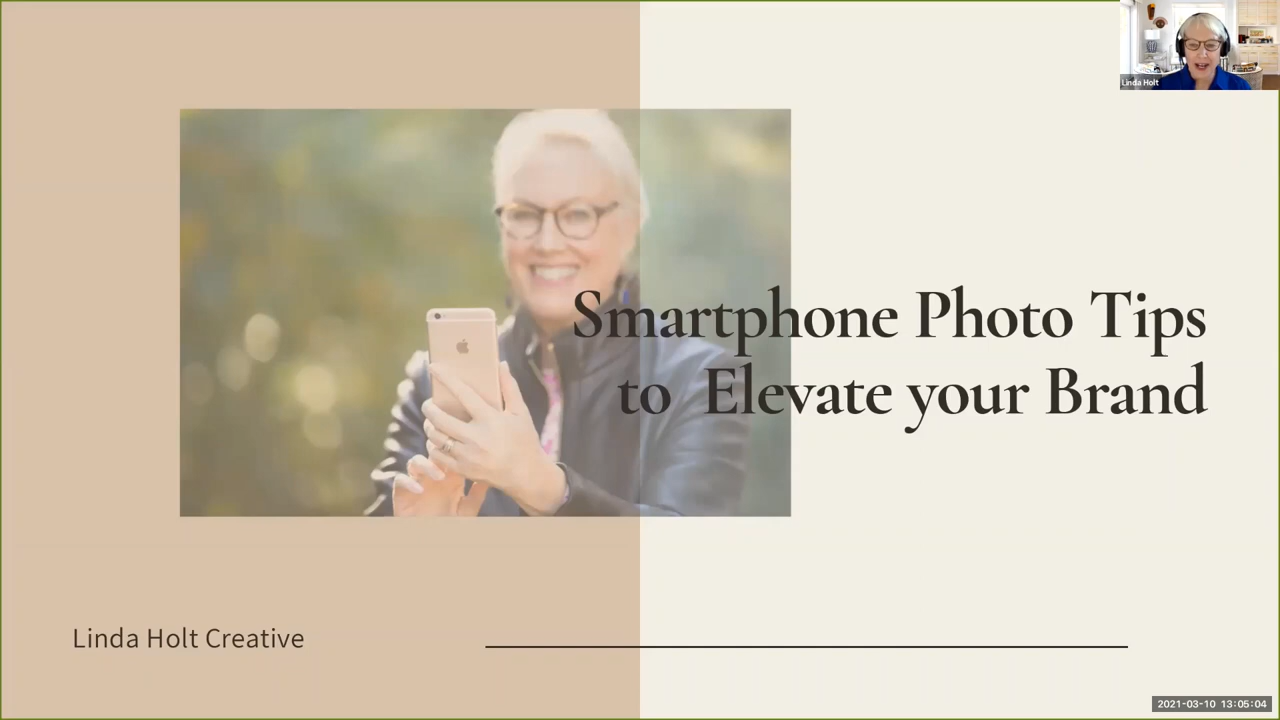 Linda Holt
Smartphone Photo Tips
to Elevate your Brand
Linda Holt Creative
2021-03-10 13:05:04